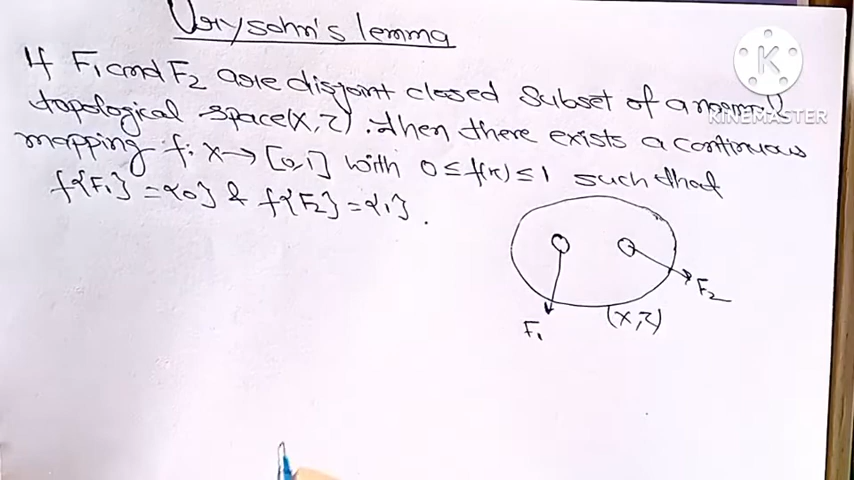 Urysohn's lemma
If F₁ and F₂ are disjoint closed subset of a normal
topological space (X, τ). then there exists a continuous
mapping f: X → [0,1] with 0 ≤ f(x) ≤ 1 such that
f{F₁} = {0} & f{F₂} = {1}.
F₂
F₁
(X, τ)
K
KINEMASTER